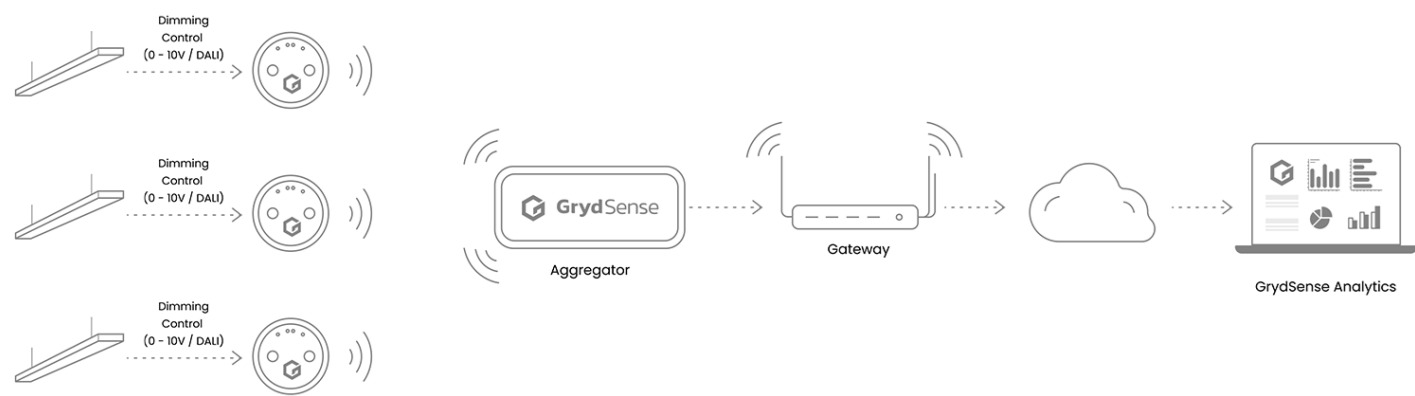 Dimming
Control
(0 - 10V / DALI)
Dimming
Control
(0 - 10V / DALI)
Dimming
Control
(0 - 10V / DALI)
GrydSense
Aggregator
Gateway
GrydSense Analytics